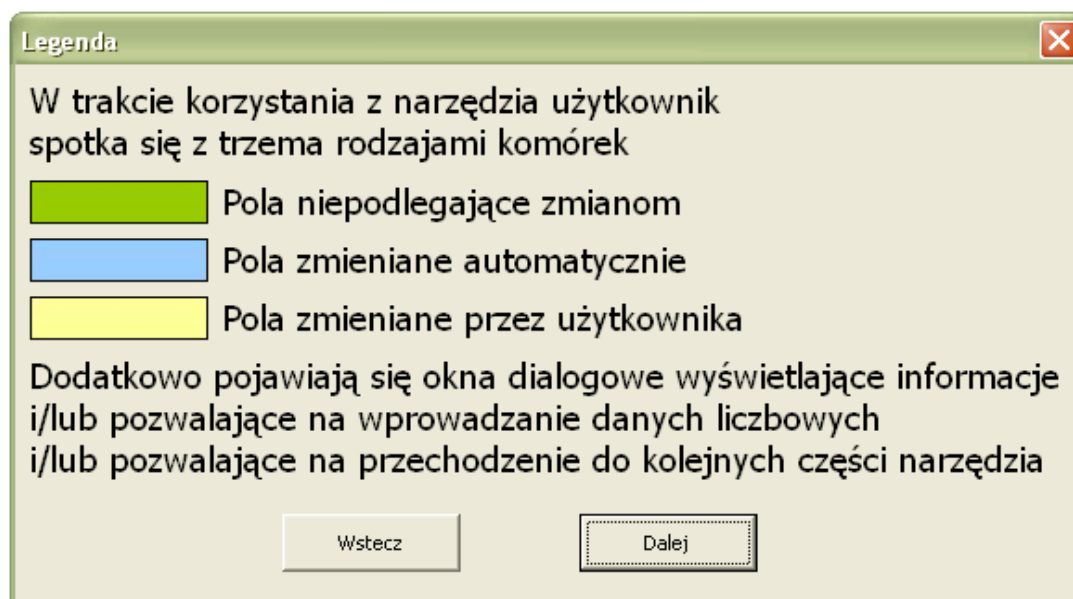 Legenda
W trakcie korzystania z narzędzia użytkownik
spotka się z trzema rodzajami komórek
Pola niepodlegające zmianom
Pola zmieniane automatycznie
Pola zmieniane przez użytkownika
Dodatkowo pojawiają się okna dialogowe wyświetlające informacje
i/lub pozwalające na wprowadzanie danych liczbowych
i/lub pozwalające na przechodzenie do kolejnych części narzędzia
Wstecz
Dalej